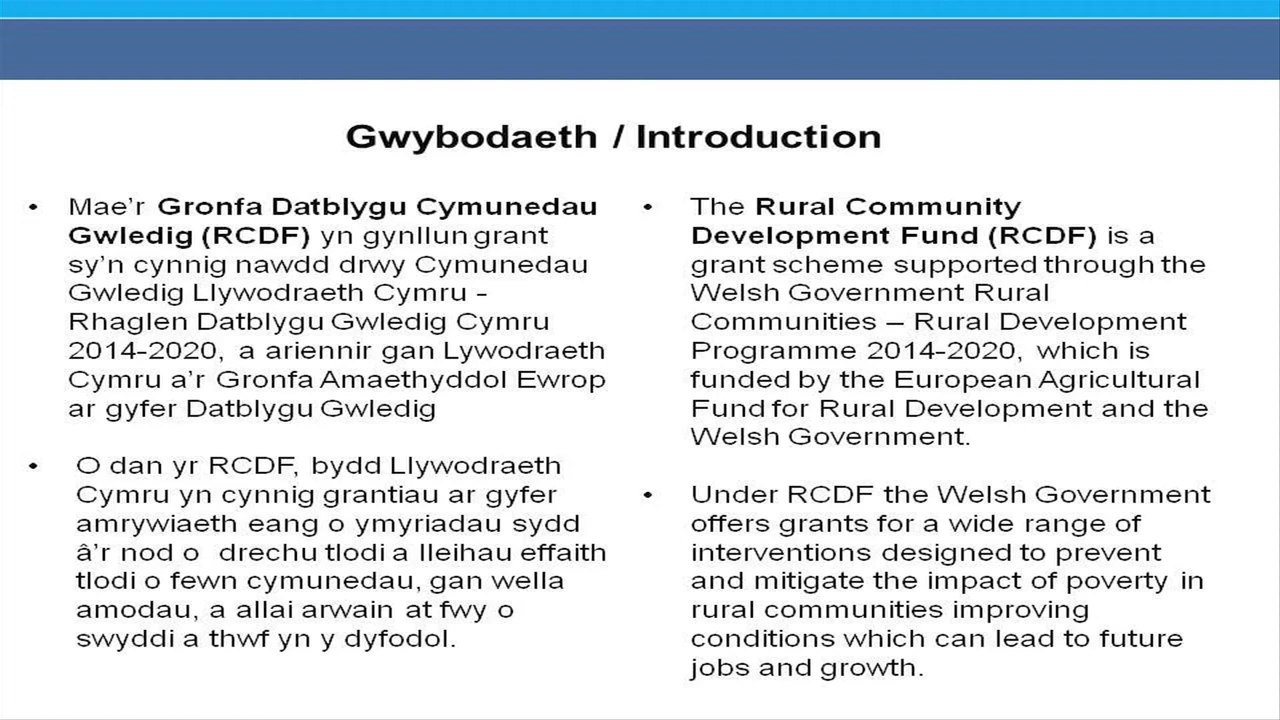 Gwybodaeth / Introduction
• Mae'r Gronfa Datblygu Cymunedau
Gwledig (RCDF) yn gynllun grant
sy'n cynnig nawdd drwy Cymunedau
Gwledig Llywodraeth Cymru -
Rhaglen Datblygu Gwledig Cymru
2014-2020, a ariennir gan Lywodraeth
Cymru a'r Gronfa Amaethyddol Ewrop
ar gyfer Datblygu Gwledig
• O dan yr RCDF, bydd Llywodraeth
Cymru yn cynnig grantiau ar gyfer
amrywiaeth eang o ymyriadau sydd
â'r nod o drechu tlodi a lleihau effaith
tlodi o fewn cymunedau, gan wella
amodau, a allai arwain at fwy o
swyddi a thwf yn y dyfodol.
• The Rural Community
Development Fund (RCDF) is a
grant scheme supported through the
Welsh Government Rural
Communities – Rural Development
Programme 2014-2020, which is
funded by the European Agricultural
Fund for Rural Development and the
Welsh Government.
• Under RCDF the Welsh Government
offers grants for a wide range of
interventions designed to prevent
and mitigate the impact of poverty in
rural communities improving
conditions which can lead to future
jobs and growth.